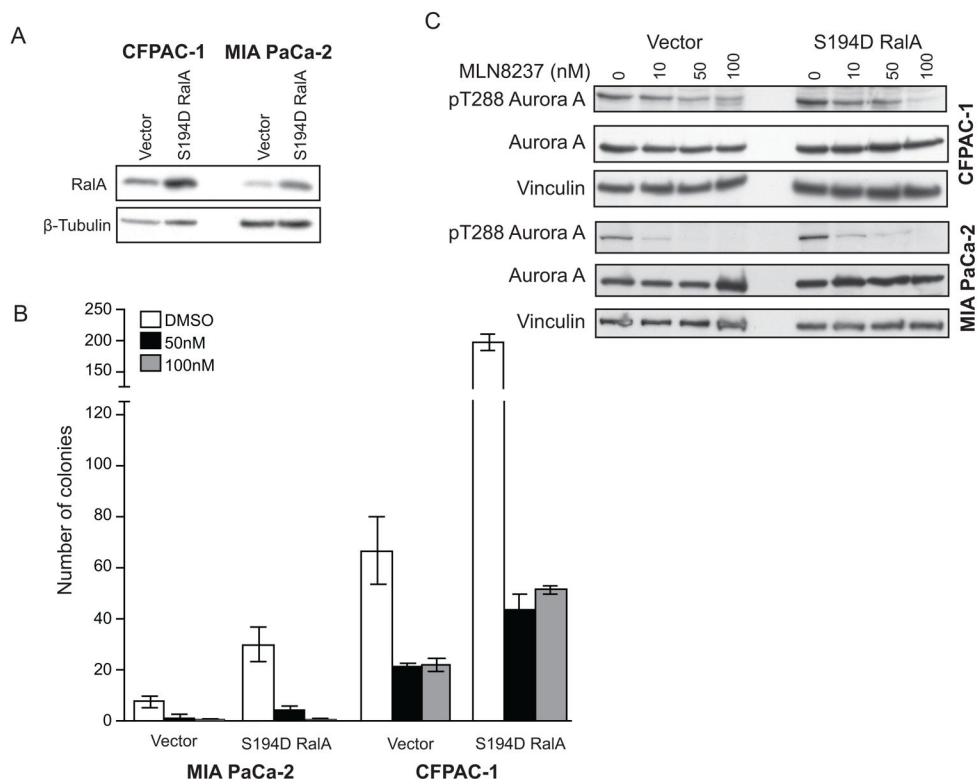 A
CFPAC-1 MIA PaCa-2
Vector
S194D RalA
Vector
S194D RalA
RalA
β-Tubulin
B
Number of colonies
250
200
150
120
100
80
60
40
20
0
DMSO
50nM
100nM
Vector
S194D RalA
Vector
S194D RalA
MIA PaCa-2
CFPAC-1
C
Vector
S194D RalA
MLN8237 (nM)
0 10 50 100 0 10 50 100
pT288 Aurora A
Aurora A
Vinculin
CFPAC-1
pT288 Aurora A
Aurora A
Vinculin
MIA PaCa-2